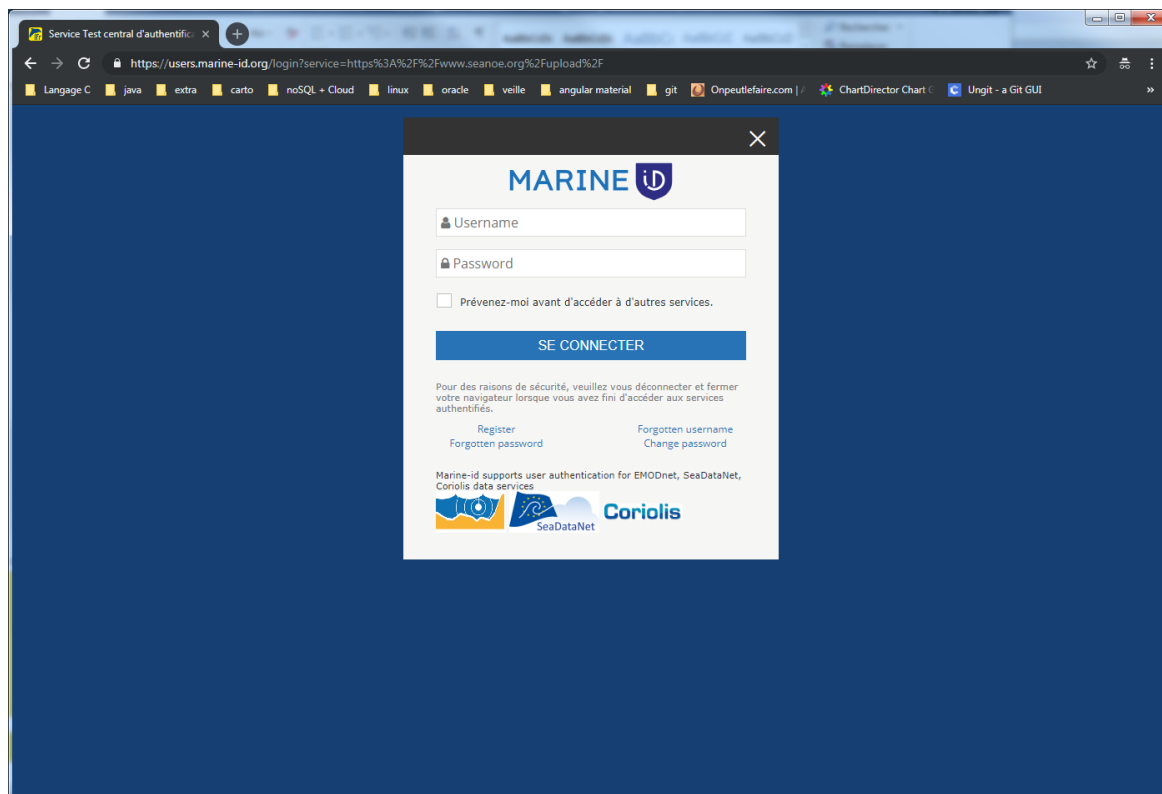 Service Test central d'authentific
https://users.marine-id.org/login?service=https%3A%2F%2Fwww.seanoe.org%2Fupload%2F
Langage C java extra carto noSQL + Cloud linux oracle veille angular material git Onpeutlefaire.com | ChartDirector Chart Ungit - a Git GUI »
MARINE iD
Username
Password
Prévenez-moi avant d'accéder à d'autres services.
SE CONNECTER
Pour des raisons de sécurité, veuillez vous déconnecter et fermer
votre navigateur lorsque vous avez fini d'accéder aux services
authentifiés.
Register Forgotten username
Forgotten password Change password
Marine-id supports user authentication for EMODnet, SeaDataNet,
Coriolis data services
SeaDataNet Coriolis